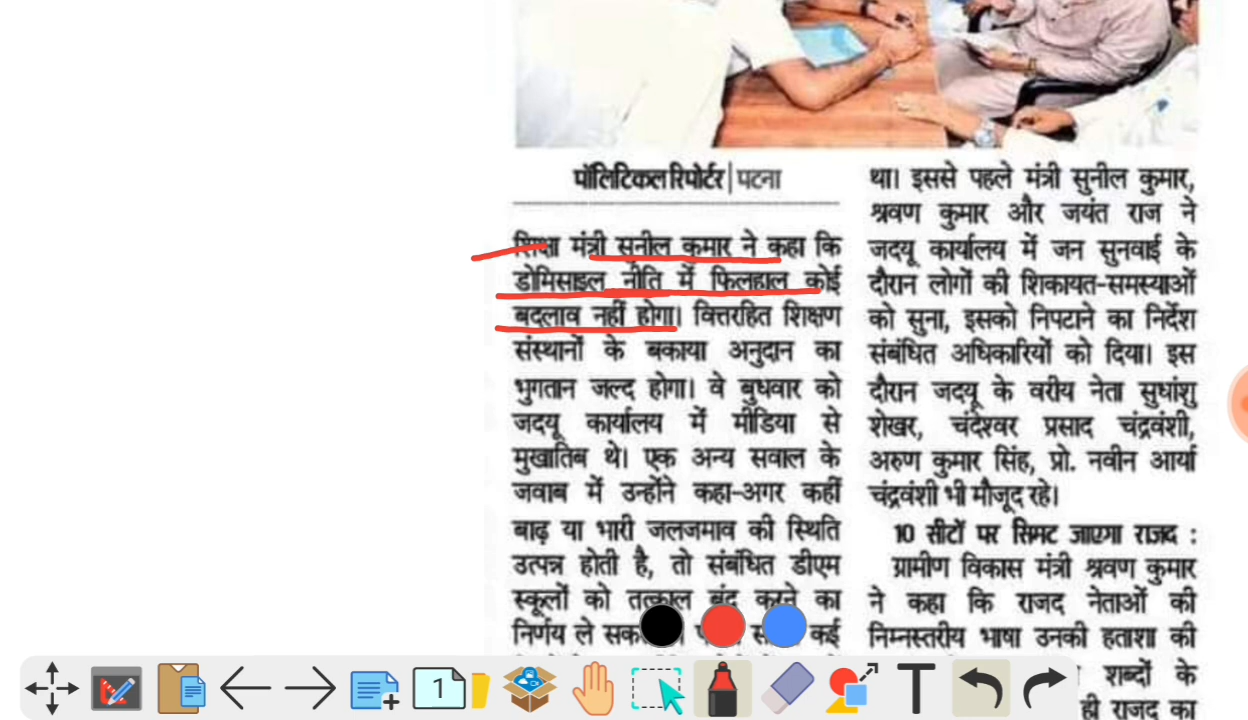 पॉलिटिकल रिपोर्टर | पटना
शिक्षा मंत्री सुनील कुमार ने कहा कि
डोमिसाइल नीति में फिलहाल कोई
बदलाव नहीं होगा। वित्तरहित शिक्षण
संस्थानों के बकाया अनुदान का
भुगतान जल्द होगा। वे बुधवार को
जदयू कार्यालय में मीडिया से
मुखातिब थे। एक अन्य सवाल के
जवाब में उन्होंने कहा-अगर कहीं
बाढ़ या भारी जलजमाव की स्थिति
उत्पन्न होती है, तो संबंधित डीएम
स्कूलों को तत्काल बंद करने का
निर्णय ले कई
था। इससे पहले मंत्री सुनील कुमार,
श्रवण कुमार और जयंत राज ने
जदयू कार्यालय में जन सुनवाई के
दौरान लोगों की शिकायत-समस्याओं
को सुना, इसको निपटाने का निर्देश
संबंधित अधिकारियों को दिया। इस
दौरान जदयू के वरीय नेता सुधांशु
शेखर, चंदेश्वर प्रसाद चंद्रवंशी,
अरुण कुमार सिंह, प्रो. नवीन आर्या
चंद्रवंशी भी मौजूद रहे।
10 सीटों पर सिमट जाएगा राजद :
ग्रामीण विकास मंत्री श्रवण कुमार
ने कहा कि राजद नेताओं की
निम्नस्तरीय भाषा उनकी हताशा की
शब्दों के
ही राजद का
1
T